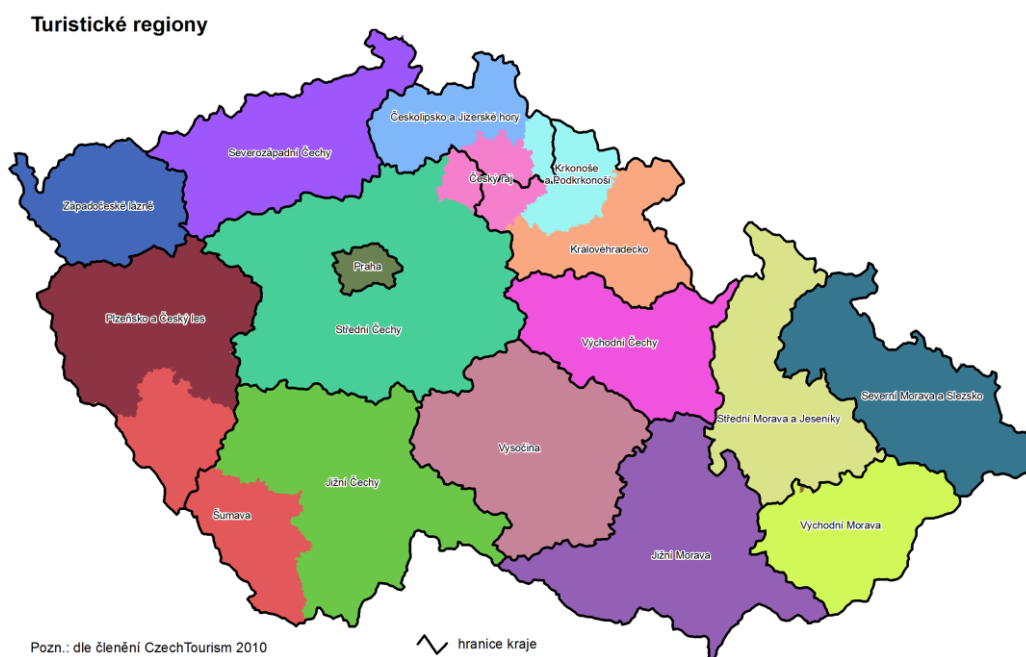 Turistické regiony
Českolipsko a Jizerské hory
Severozápadní Čechy
Krkonoše
a Podkrkonoší
Český ráj
Západočeské lázně
Královéhradecko
Praha
Plzeňsko a Český les
Střední Čechy
Východní Čechy
Severní Morava a Slezsko
Střední Morava a Jeseníky
Vysočina
Jižní Čechy
Šumava
Východní Morava
Jižní Morava
Pozn.: dle členění CzechTourism 2010
hranice kraje